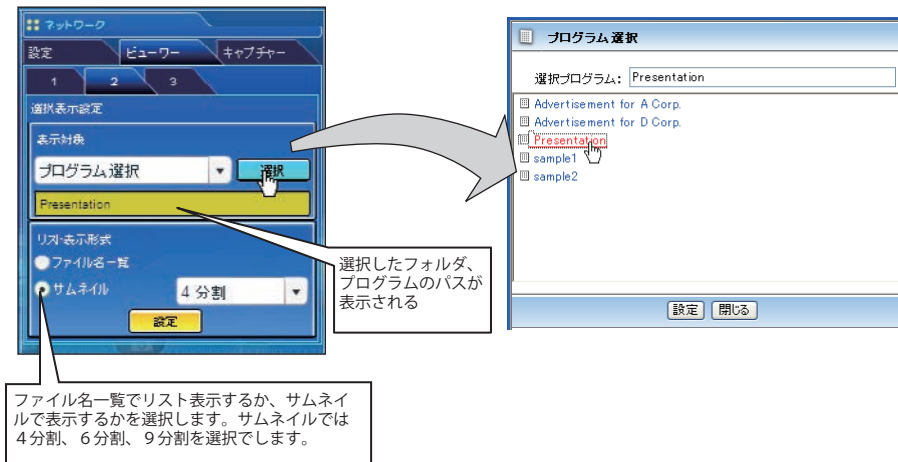 ネットワーク
設定 ビューワー キャプチャー
1 2 3
選択表示設定
表示対象
プログラム選択 選択
Presentation
リスト表示形式
ファイル名一覧
サムネイル 4 分割
設定
選択したフォルダ、
プログラムのパスが
表示される
ファイル名一覧でリスト表示するか、サムネイ
ルで表示するかを選択します。サムネイルでは
4分割、6分割、9分割を選択でします。
プログラム選択
選択プログラム: Presentation
Advertisement for A Corp.
Advertisement for D Corp.
Presentation
sample1
sample2
設定 閉じる